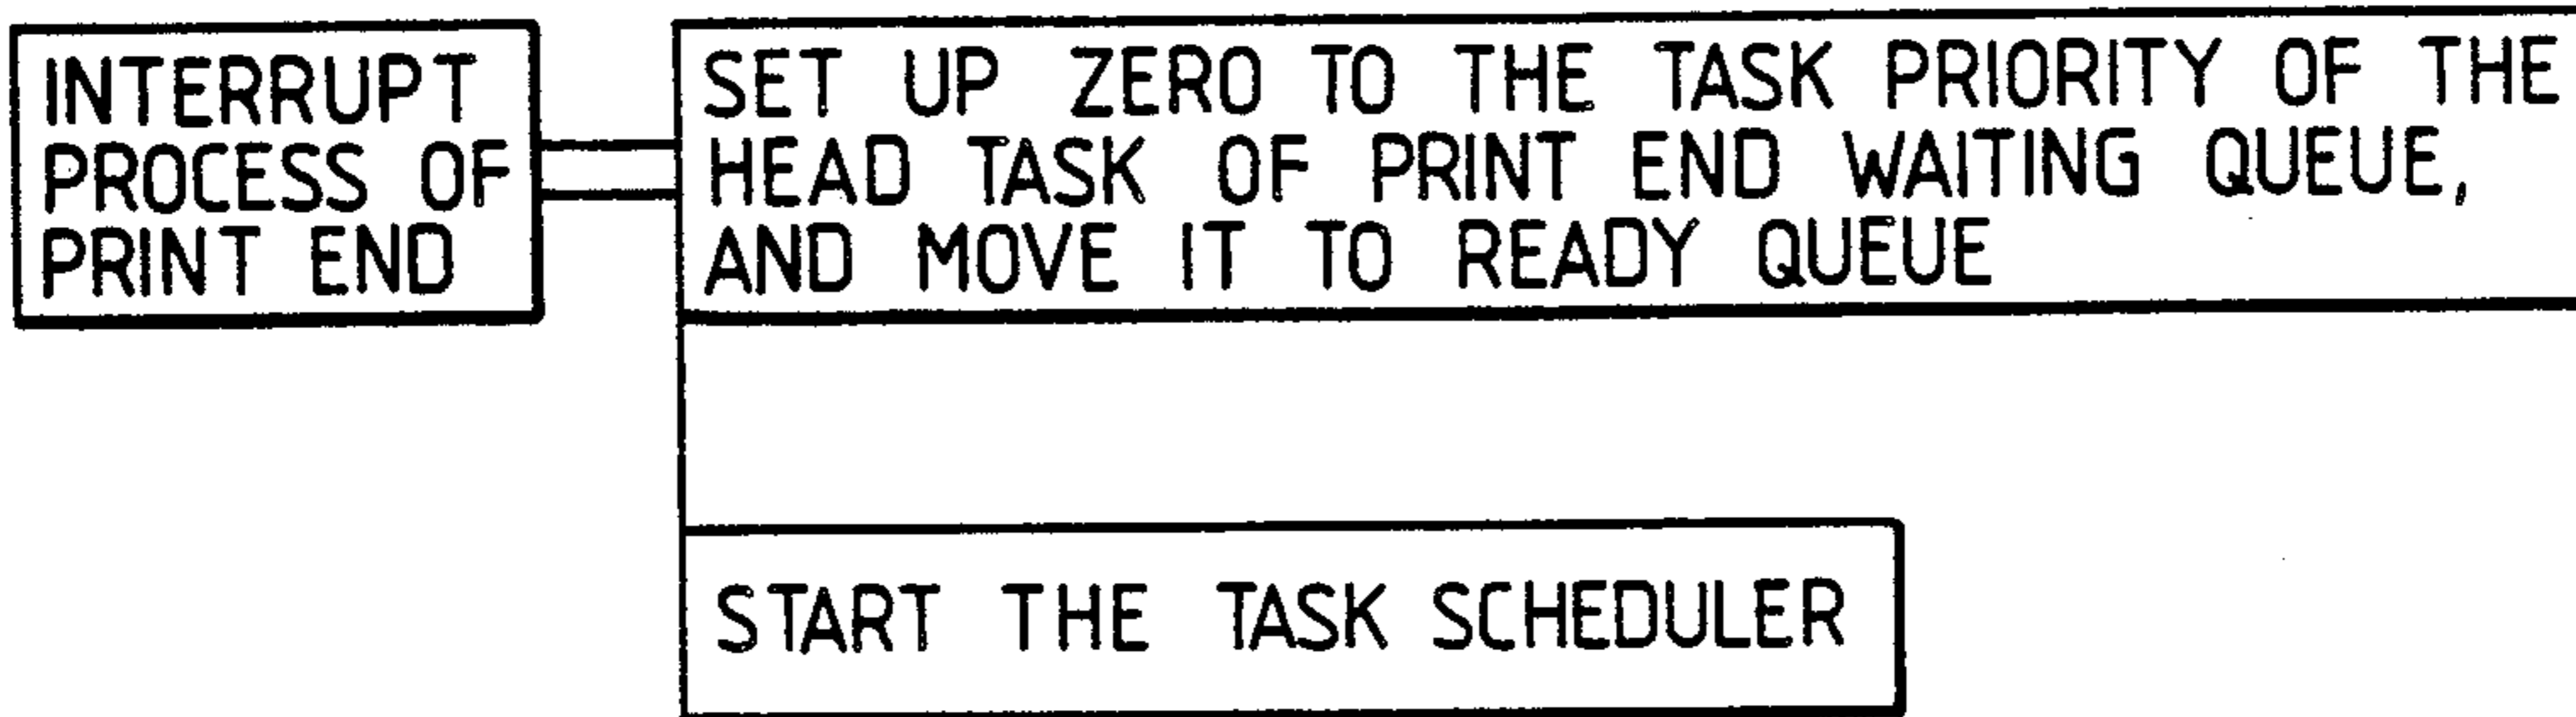 INTERRUPT
PROCESS OF
PRINT END
SET UP ZERO TO THE TASK PRIORITY OF THE
HEAD TASK OF PRINT END WAITING QUEUE,
AND MOVE IT TO READY QUEUE
START THE TASK SCHEDULER